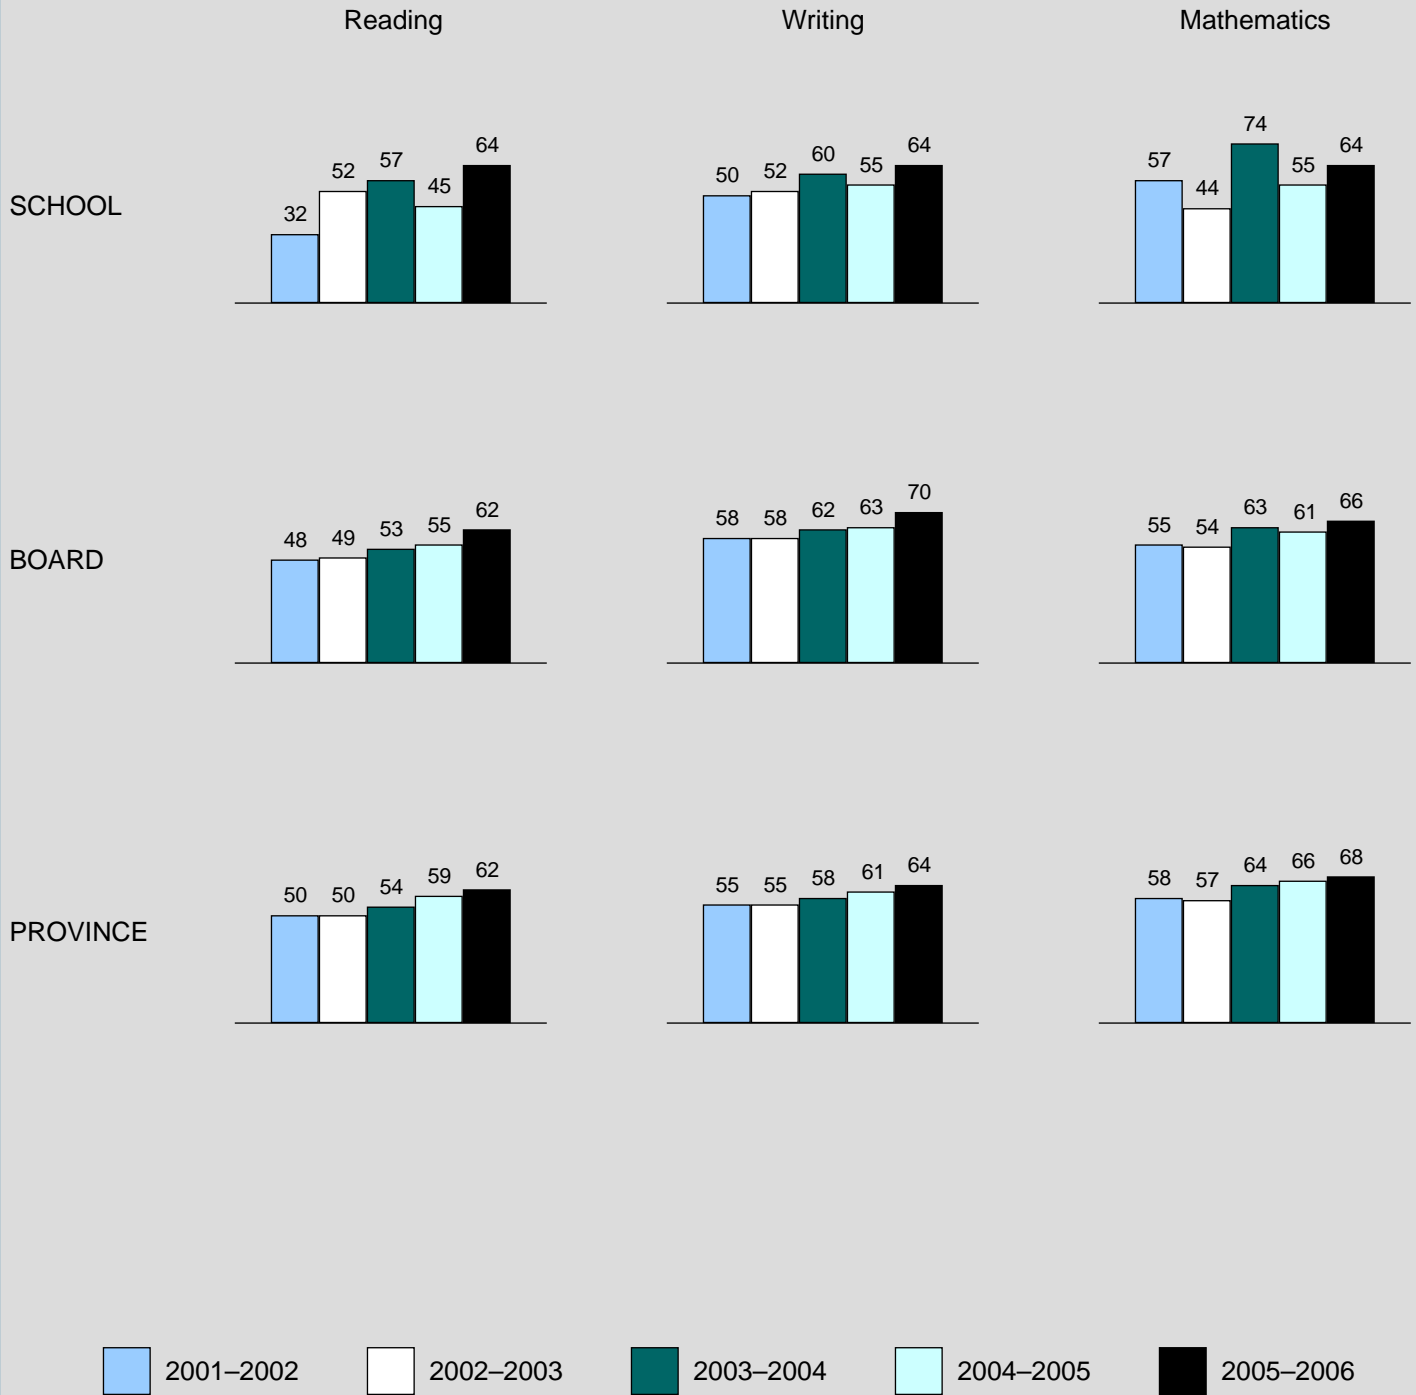 Reading Writing Mathematics
SCHOOL
32 52 57 45 64
50 52 60 55 64
57 44 74 55 64
BOARD
48 49 53 55 62
58 58 62 63 70
55 54 63 61 66
PROVINCE
50 50 54 59 62
55 55 58 61 64
58 57 64 66 68
2001–2002 2002–2003 2003–2004 2004–2005 2005–2006